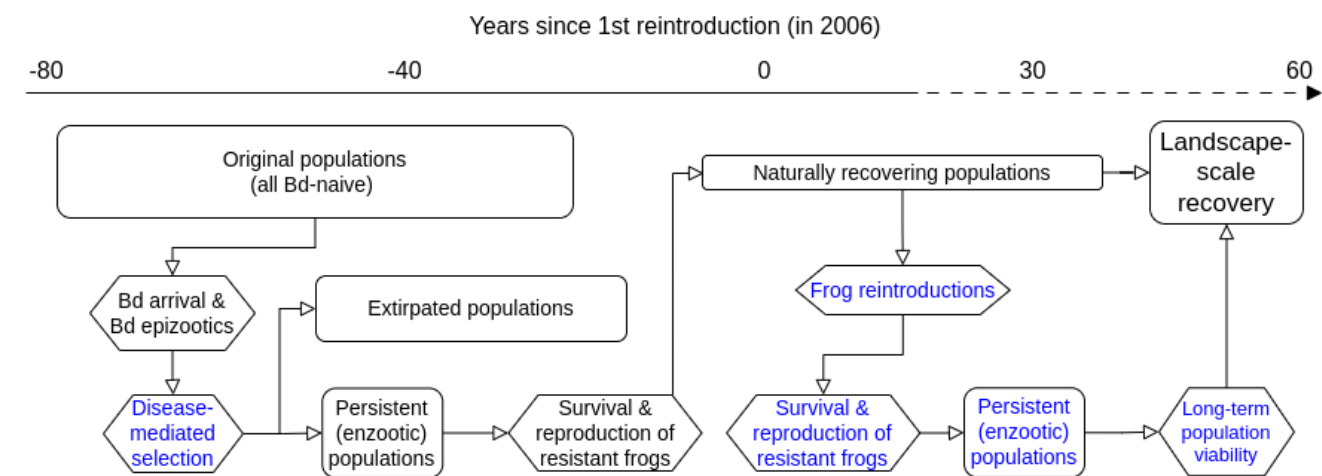 Years since 1st reintroduction (in 2006)
-80
-40
0
30
60
Original populations
(all Bd-naive)
Bd arrival &
Bd epizootics
Disease-
mediated
selection
Extirpated populations
Persistent
(enzootic)
populations
Survival &
reproduction of
resistant frogs
Naturally recovering populations
Frog reintroductions
Survival &
reproduction of
resistant frogs
Persistent
(enzootic)
populations
Long-term
population
viability
Landscape-
scale
recovery